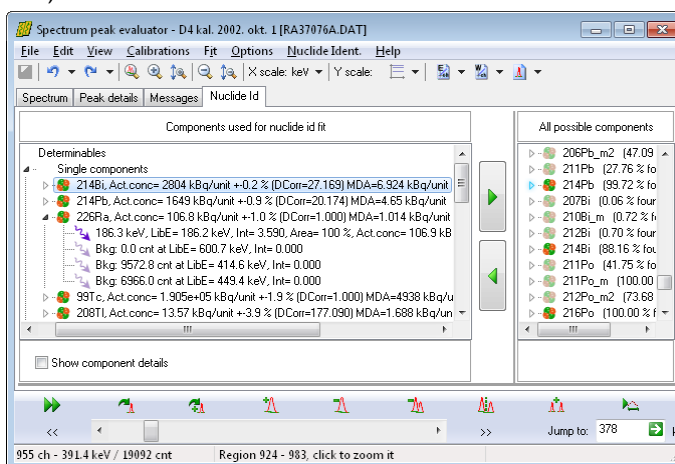 Spectrum peak evaluator - D4 kal. 2002. okt. 1 [RA37076A.DAT]
File Edit View Calibrations Fit Options Nuclide Ident. Help
X scale: keV Y scale:
Spectrum Peak details Messages Nuclide Id
Components used for nuclide id fit
Determinables
Single components
214Bi, Act.conc= 2804 kBq/unit +-0.2 % (DCorr=27.169) MDA=6.924 kBq/unit
214Pb, Act.conc= 1649 kBq/unit +-0.9 % (DCorr=20.174) MDA=4.65 kBq/unit
226Ra, Act.conc= 106.8 kBq/unit +-1.0 % (DCorr=1.000) MDA=1.014 kBq/unit
186.3 keV, LibE= 186.2 keV, Int= 3.590, Area= 100 %, Act.conc= 106.9 kB
Bkg: 0.0 cnt at LibE= 600.7 keV, Int= 0.000
Bkg: 9572.8 cnt at LibE= 414.6 keV, Int= 0.000
Bkg: 6966.0 cnt at LibE= 449.4 keV, Int= 0.000
99Tc, Act.conc= 1.905e+05 kBq/unit +-1.9 % (DCorr=1.000) MDA=4938 kBq/u
208Tl, Act.conc= 13.57 kBq/unit +-3.9 % (DCorr=177.090) MDA=1.688 kBq/un
Show component details
All possible components
206Pb_m2 (47.09
211Pb (27.76 % fo
214Pb (99.72 % fo
207Bi (0.06 % four
210Bi_m (0.72 % f
212Bi (0.70 % four
214Bi (88.16 % fou
211Po (41.75 % fo
211Po_m (100.00
212Po_m2 (73.68
216Po (100.00 % f
<< >> Jump to: 378 k
955 ch - 391.4 keV / 19092 cnt Region 924 - 983, click to zoom it